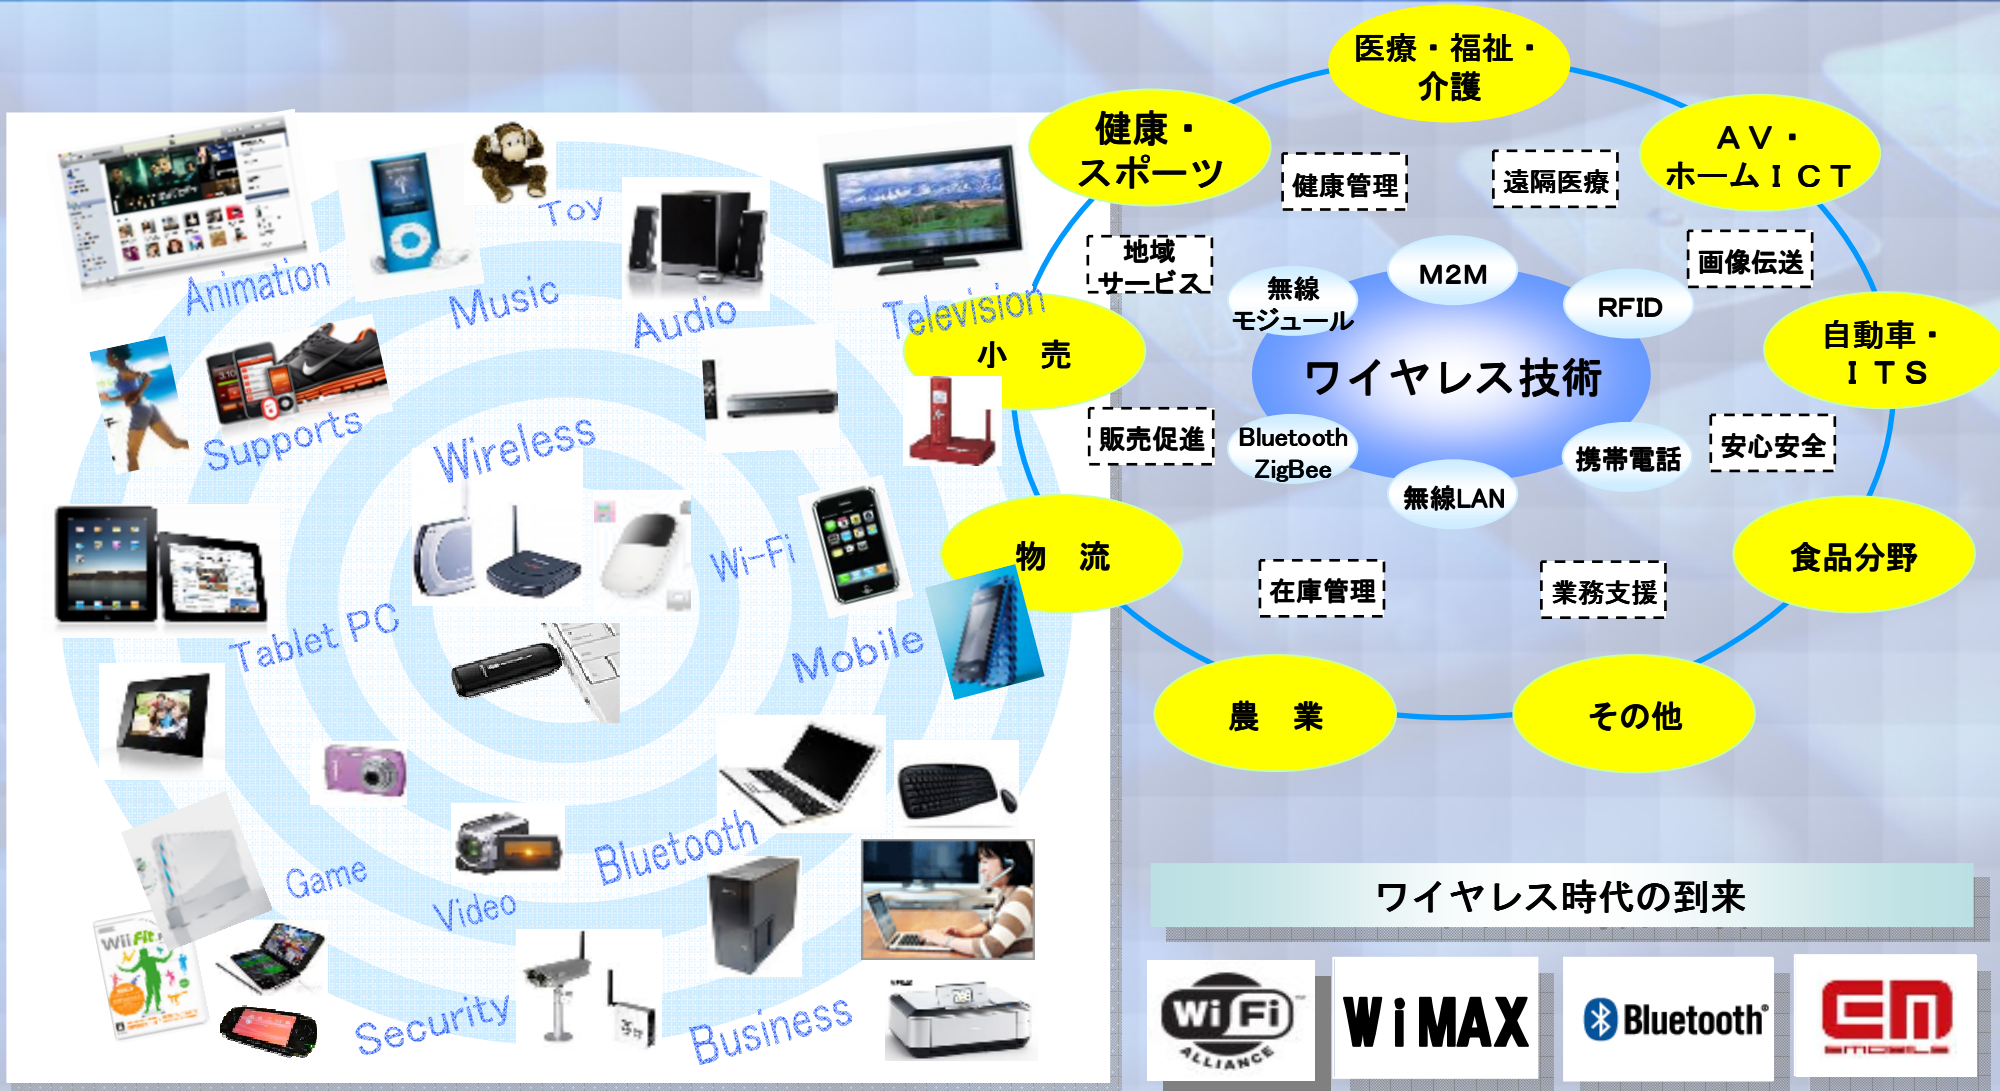 Animation
Music
Toy
Audio
Television
Supports
Wireless
Wi-Fi
Tablet PC
Mobile
Game
Video
Bluetooth
Security
Business
Wii Fit
医療・福祉・
介護
健康・
スポーツ
ＡＶ・
ホームＩＣＴ
健康管理
遠隔医療
地域
サービス
画像伝送
無線
モジュール
M2M
RFID
小　売
ワイヤレス技術
自動車・
ＩＴＳ
販売促進
Bluetooth
ZigBee
無線LAN
携帯電話
安心安全
物　流
食品分野
在庫管理
業務支援
農　業
その他
ワイヤレス時代の到来
Wi Fi
ALLIANCE
WiMAX
Bluetooth®
EM
EMOBILE